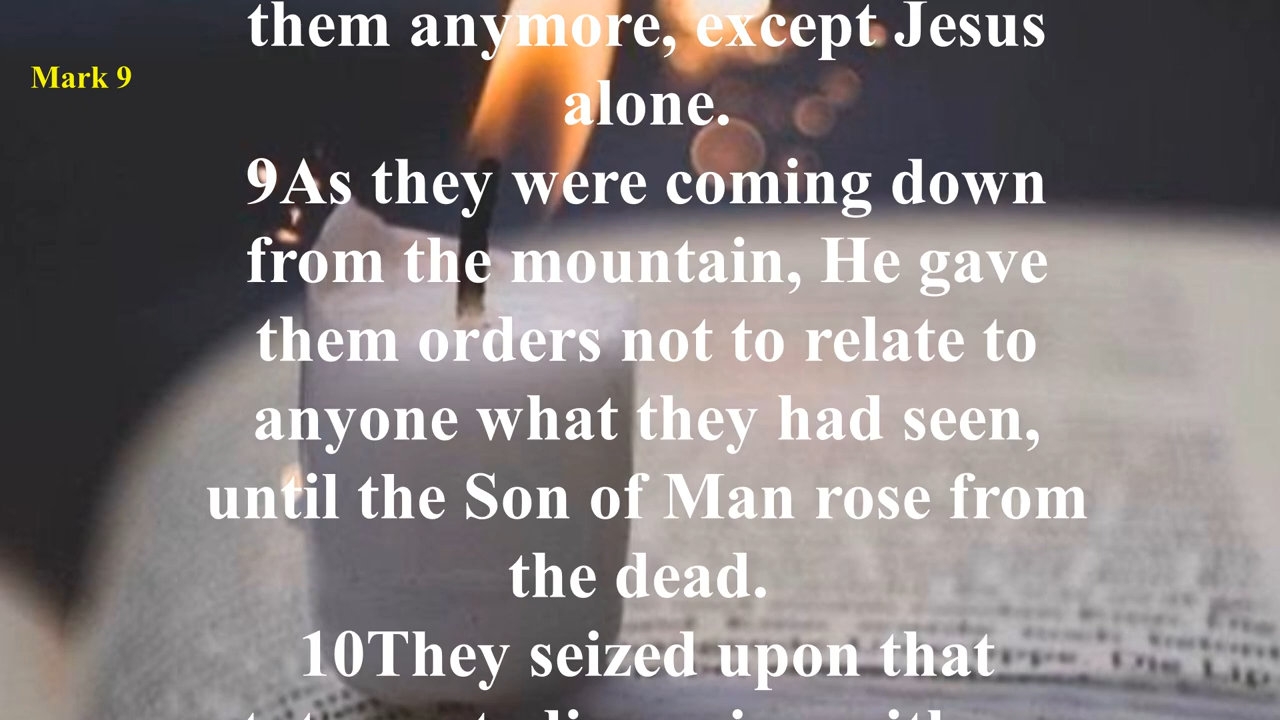 them anymore, except Jesus
Mark 9
alone.
9As they were coming down
from the mountain, He gave
them orders not to relate to
anyone what they had seen,
until the Son of Man rose from
the dead.
10They seized upon that